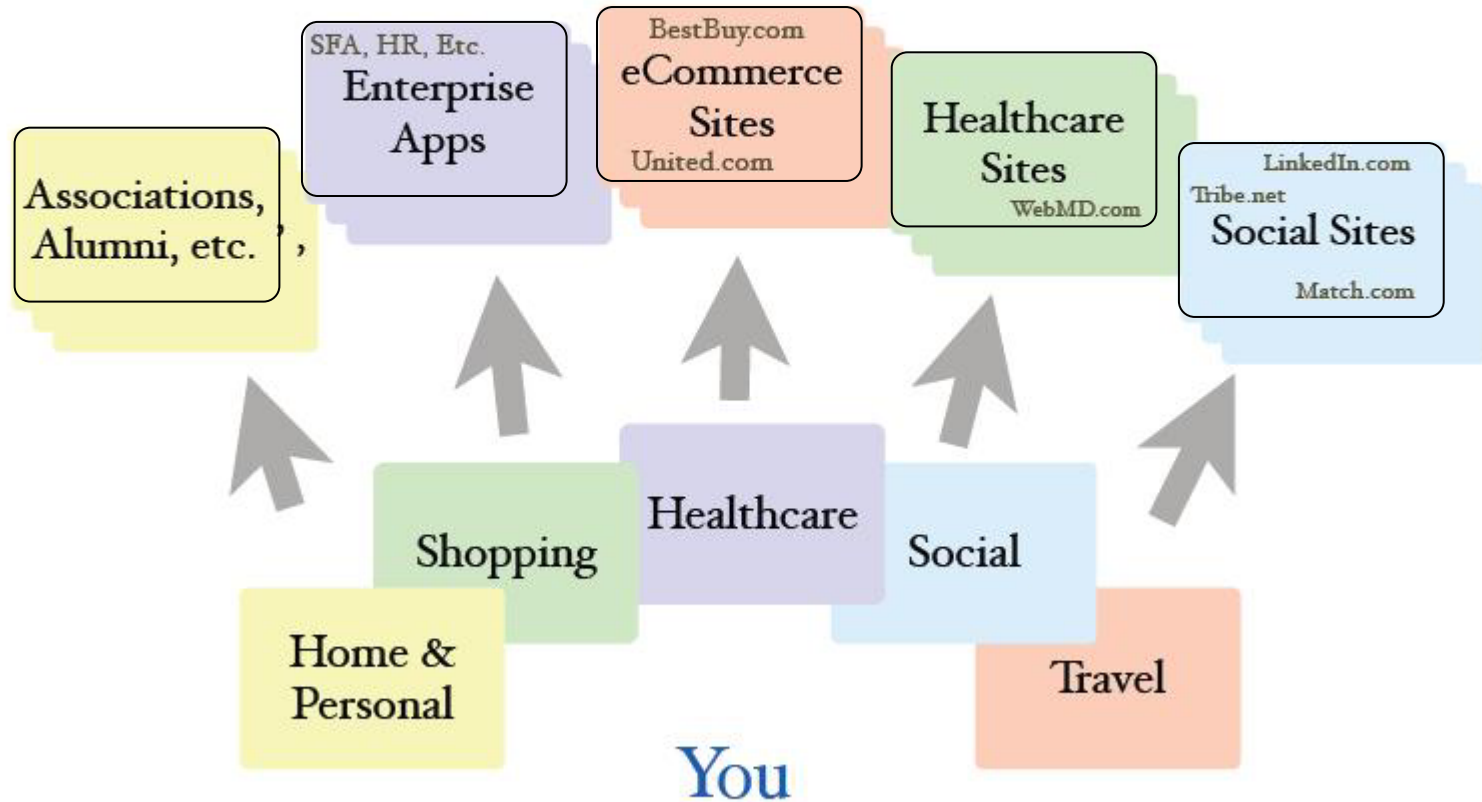 SFA, HR, Etc.
Enterprise
Apps
BestBuy.com
eCommerce
Sites
United.com
Healthcare
Sites
WebMD.com
Associations,
Alumni, etc. ’ ,
LinkedIn.com
Tribe.net
Social Sites
Match.com
Healthcare
Shopping
Social
Home &
Personal
Travel
You